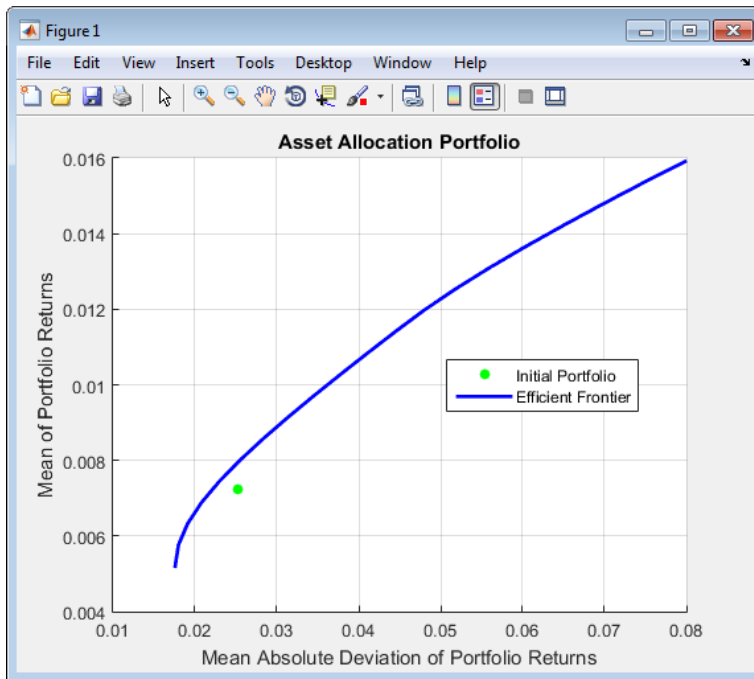 Figure 1
File Edit View Insert Tools Desktop Window Help
Asset Allocation Portfolio
0.016
0.014
0.012
0.01
0.008
0.006
0.004
Mean of Portfolio Returns
Initial Portfolio
Efficient Frontier
0.01 0.02 0.03 0.04 0.05 0.06 0.07 0.08
Mean Absolute Deviation of Portfolio Returns